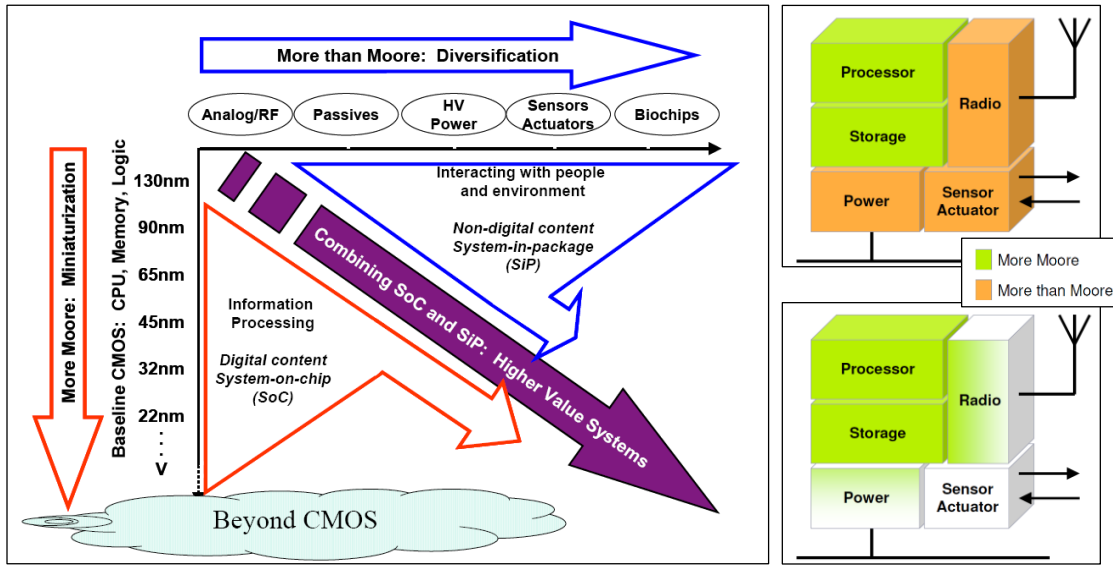 More than Moore: Diversification
Analog/RF
Passives
HV
Power
Sensors
Actuators
Biochips
More Moore: Miniaturization
Baseline CMOS: CPU, Memory, Logic
130nm
90nm
65nm
45nm
32nm
22nm
V
Interacting with people
and environment
Non-digital content
System-in-package
(SiP)
Combining SoC and SiP: Higher Value Systems
Information
Processing
Digital content
System-on-chip
(SoC)
Beyond CMOS
Processor
Radio
Storage
Power
Sensor
Actuator
More Moore
More than Moore
Processor
Radio
Storage
Power
Sensor
Actuator